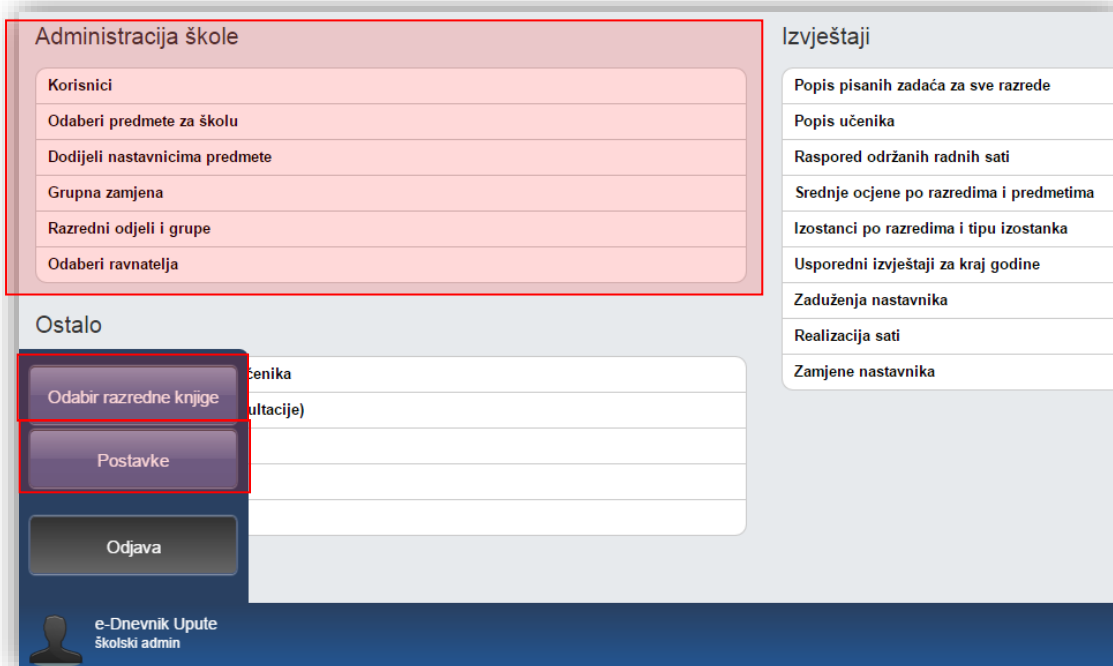 Administracija škole
Korisnici
Odaberi predmete za školu
Dodijeli nastavnicima predmete
Grupna zamjena
Razredni odjeli i grupe
Odaberi ravnatelja
Ostalo
Odabir razredne knjige
Postavke
Odjava
e-Dnevnik Upute
školski admin
Izvještaji
Popis pisanih zadaća za sve razrede
Popis učenika
Raspored održanih radnih sati
Srednje ocjene po razredima i predmetima
Izostanci po razredima i tipu izostanka
Usporedni izvještaji za kraj godine
Zaduženja nastavnika
Realizacija sati
Zamjene nastavnika